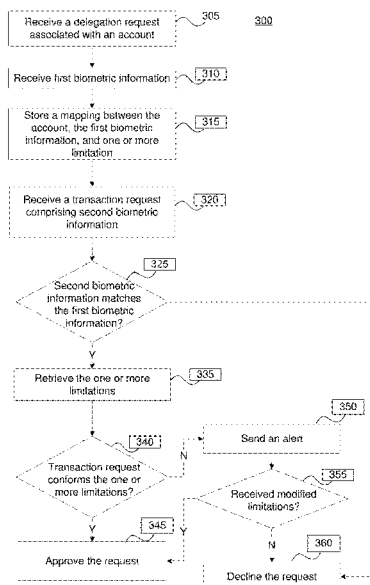 Receive a delegation request
associated with an account
305
300
Receive first biometric information
310
Store a mapping between the
account, the first biometric
information, and one or more
limitation
315
Receive a transaction request
comprising second biometric
information
320
325
Second biometric
information matches
the first biometric
information?
Y
Retrieve the one or more
limitations
335
340
Transaction request
conforms the one
or more limitations?
N
Y
350
Send an alert
355
Received modified
limitations?
Y
N
345
Approve the request
360
Decline the request